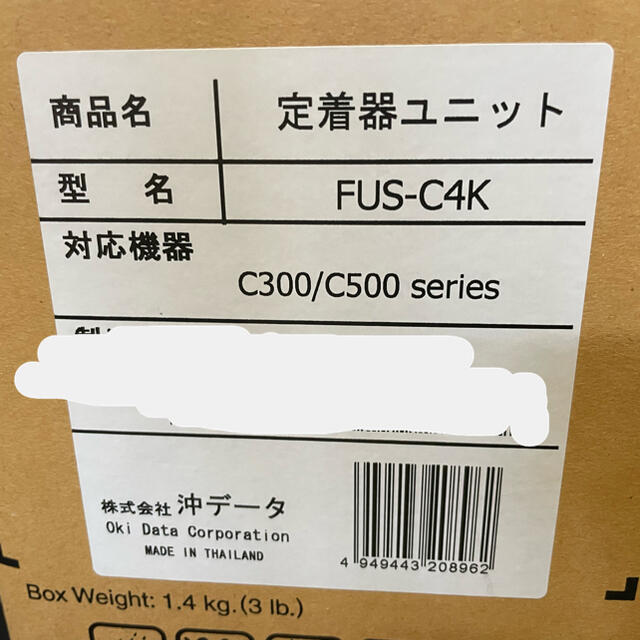 商品名 定着器ユニット
型 名 FUS-C4K
対応機器
C300/C500 series
株式会社 沖データ
Oki Data Corporation
MADE IN THAILAND
4 949443 208962
Box Weight: 1.4 kg.(3 lb.)